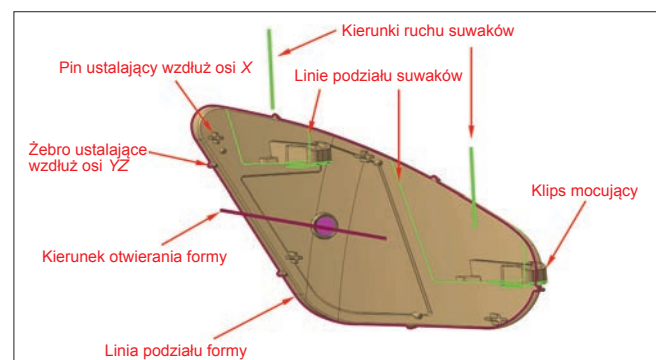 Kierunki ruchu suwaków
Pin ustalający wzdłuż osi X
Linie podziału suwaków
Żebro ustalające
wzdłuż osi YZ
Klips mocujący
Kierunek otwierania formy
Linia podziału formy